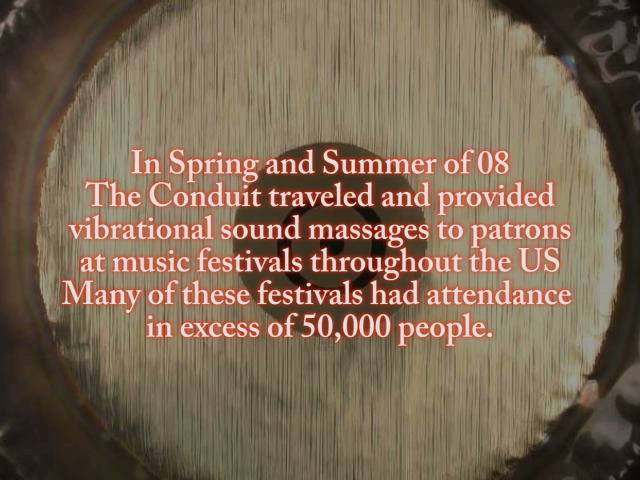 In Spring and Summer of 08
The Conduit traveled and provided
vibrational sound massages to patrons
at music festivals throughout the US
Many of these festivals had attendance
in excess of 50,000 people.